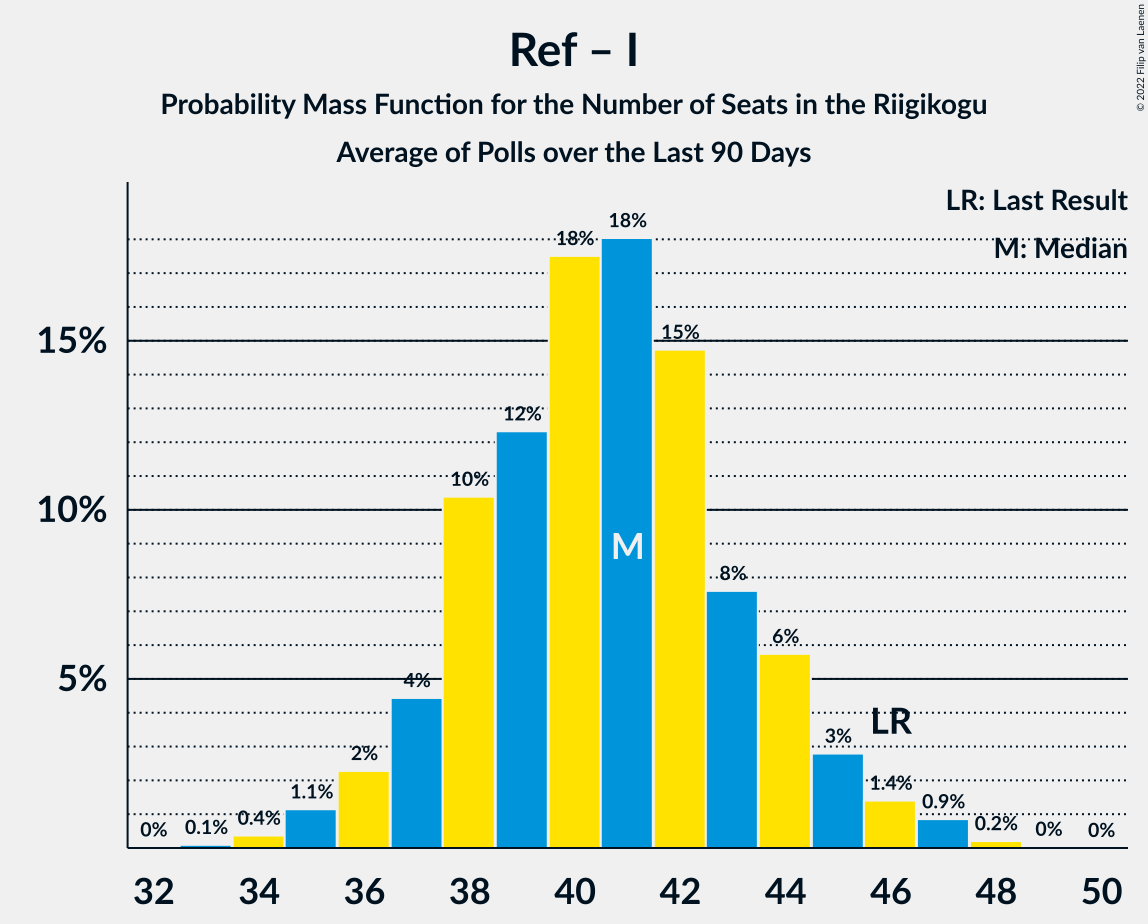 Ref – I
Probability Mass Function for the Number of Seats in the Riigikogu
Average of Polls over the Last 90 Days
© 2022 Filip van Laenen
LR: Last Result
M: Median
15%
10%
5%
0%
0.1%
0.4%
1.1%
2%
4%
10%
12%
18%
18%
15%
8%
6%
3%
1.4%
0.9%
0.2%
0%
0%
M
LR
32 34 36 38 40 42 44 46 48 50